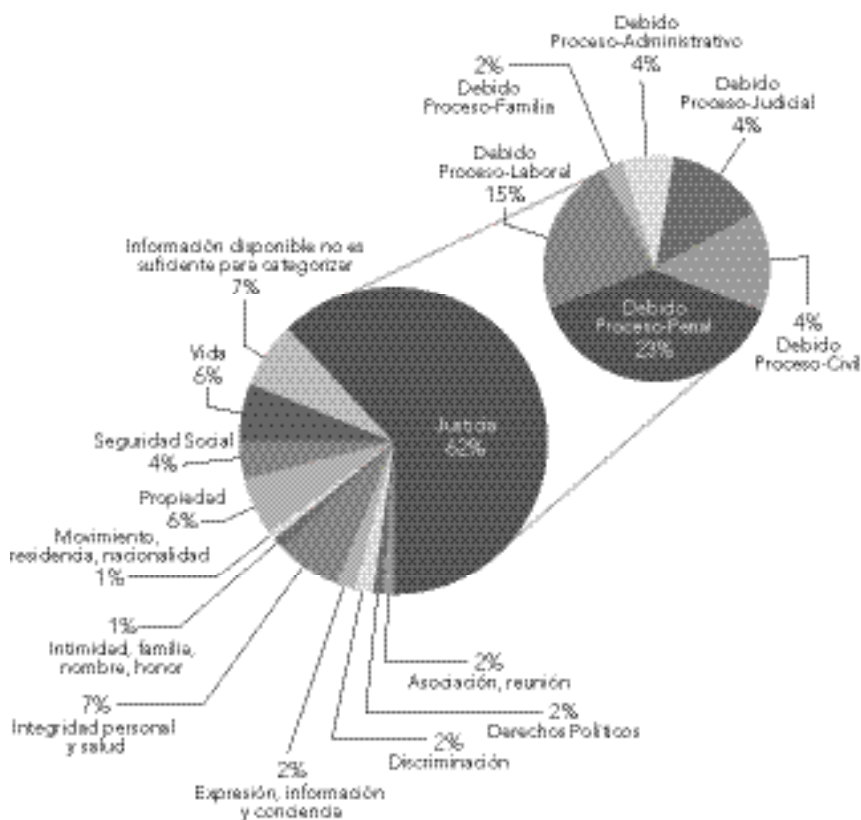 Debido
Proceso-Administrativo
4%
2%
Debido
Proceso-Familia
Debido
Proceso-Judicial
4%
Debido
Proceso-Laboral
15%
Debido
Proceso-Penal
23%
4%
Debido
Proceso-Civil
Información disponible no es
suficiente para categorizar
7%
Vida
6%
Justicia
62%
Seguridad Social
4%
Propiedad
6%
Movimiento,
residencia, nacionalidad
1%
1%
Intimidad, familia,
nombre, honor
7%
Integridad personal
y salud
2%
Expresión, información
y conciencia
2%
Discriminación
2%
Derechos Políticos
2%
Asociación, reunión